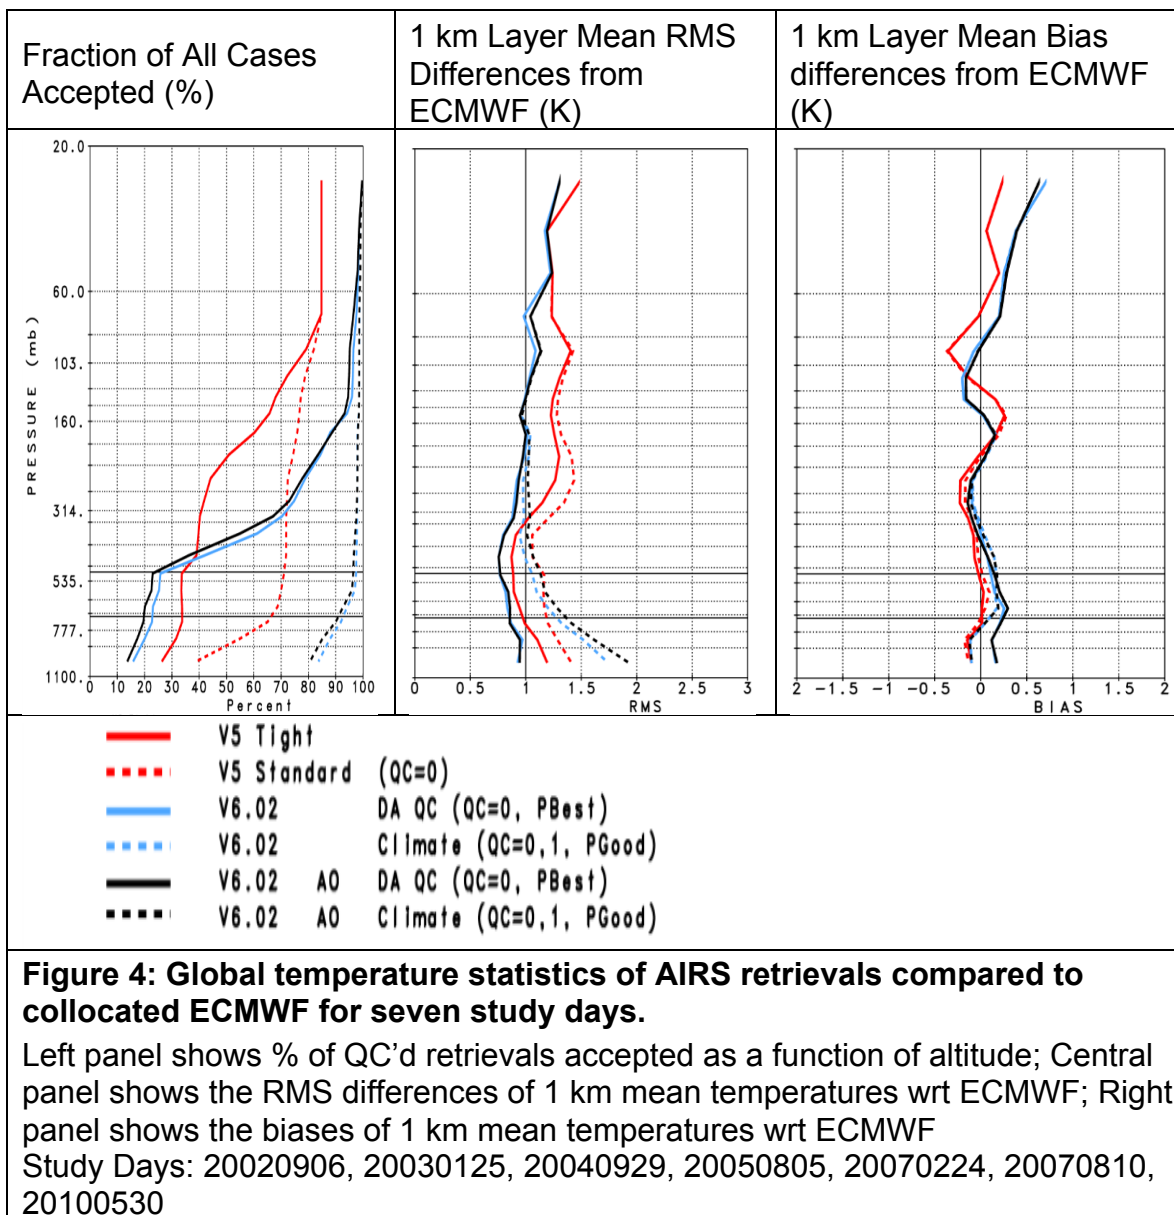 Fraction of All Cases
Accepted (%)
1 km Layer Mean RMS
Differences from
ECMWF (K)
1 km Layer Mean Bias
differences from ECMWF
(K)
20.0
60.0
103.
160.
314.
535.
777.
1100.
PRESSURE (mb)
0 10 20 30 40 50 60 70 80 90 100
Percent
0 0.5 1 1.5 2 2.5 3
RMS
2 -1.5 -1 -.5 0 0.5 1 1.5 2
BIAS
V5 Tight
V5 Standard (QC=0)
V6.02 DA QC (QC=0, PBest)
V6.02 Climate (QC=0,1, PGood)
V6.02 AO DA QC (QC=0, PBest)
V6.02 AO Climate (QC=0,1, PGood)
Figure 4: Global temperature statistics of AIRS retrievals compared to
collocated ECMWF for seven study days.
Left panel shows % of QC’d retrievals accepted as a function of altitude; Central
panel shows the RMS differences of 1 km mean temperatures wrt ECMWF; Right
panel shows the biases of 1 km mean temperatures wrt ECMWF
Study Days: 20020906, 20030125, 20040929, 20050805, 20070224, 20070810,
20100530